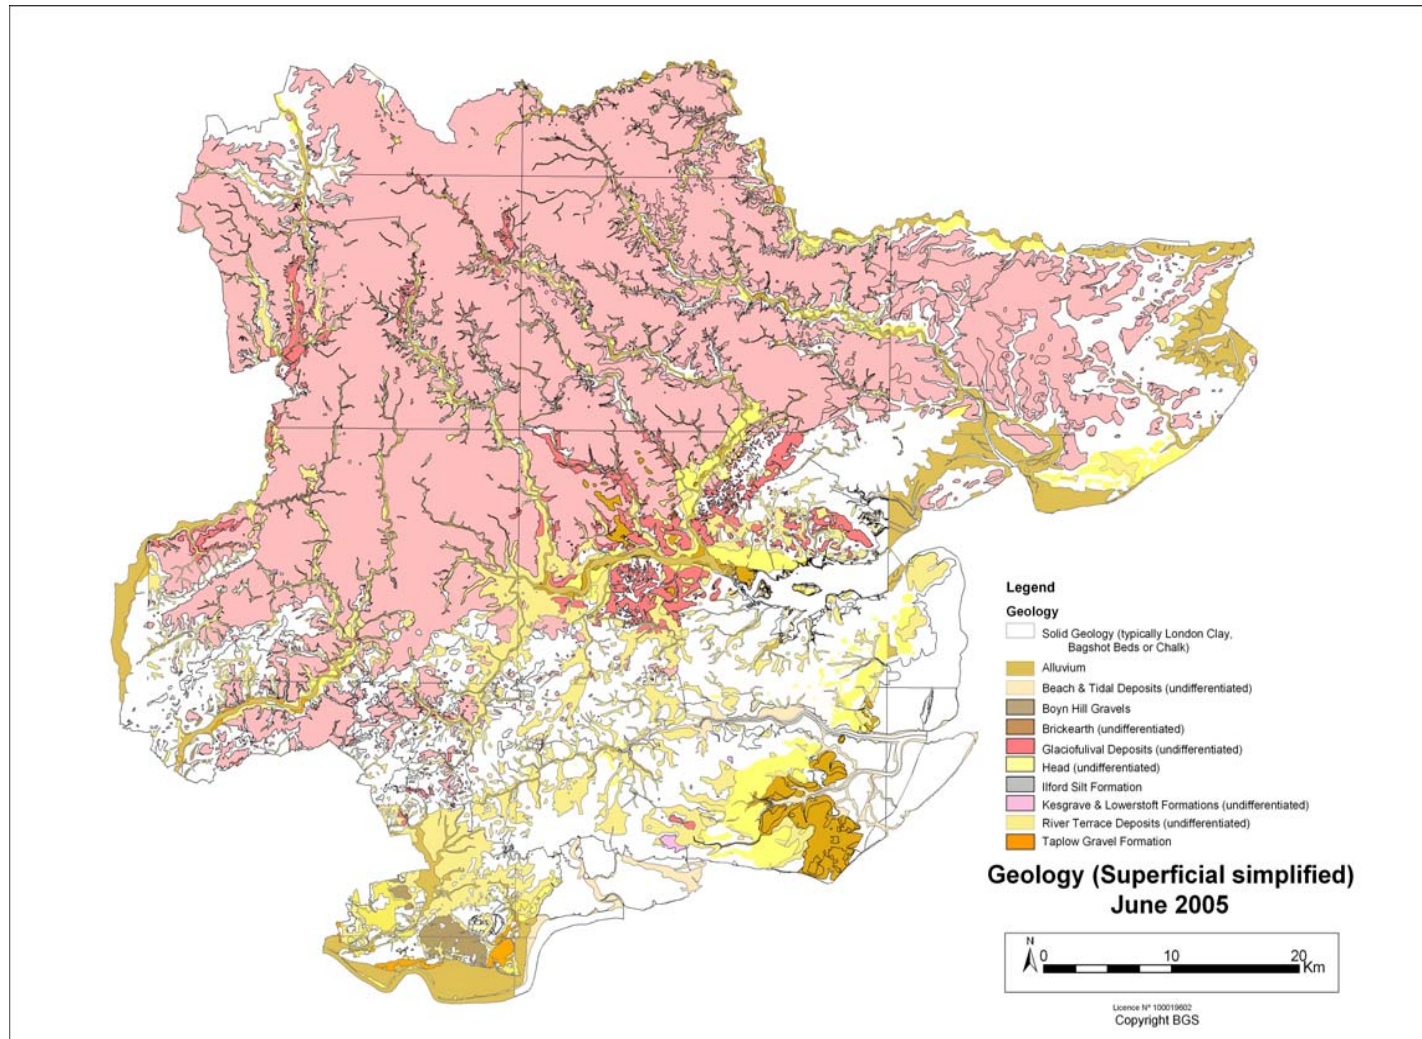 Legend
Geology
Solid Geology (typically London Clay,
Bagshot Beds or Chalk)
Alluvium
Beach & Tidal Deposits (undifferentiated)
Boyn Hill Gravels
Brickearth (undifferentiated)
Glaciofulival Deposits (undifferentiated)
Head (undifferentiated)
Ilford Silt Formation
Kesgrave & Lowerstoft Formations (undifferentiated)
River Terrace Deposits (undifferentiated)
Taplow Gravel Formation
Geology (Superficial simplified)
June 2005
N
0 10 20
Km
Licence Nº 100019602
Copyright BGS